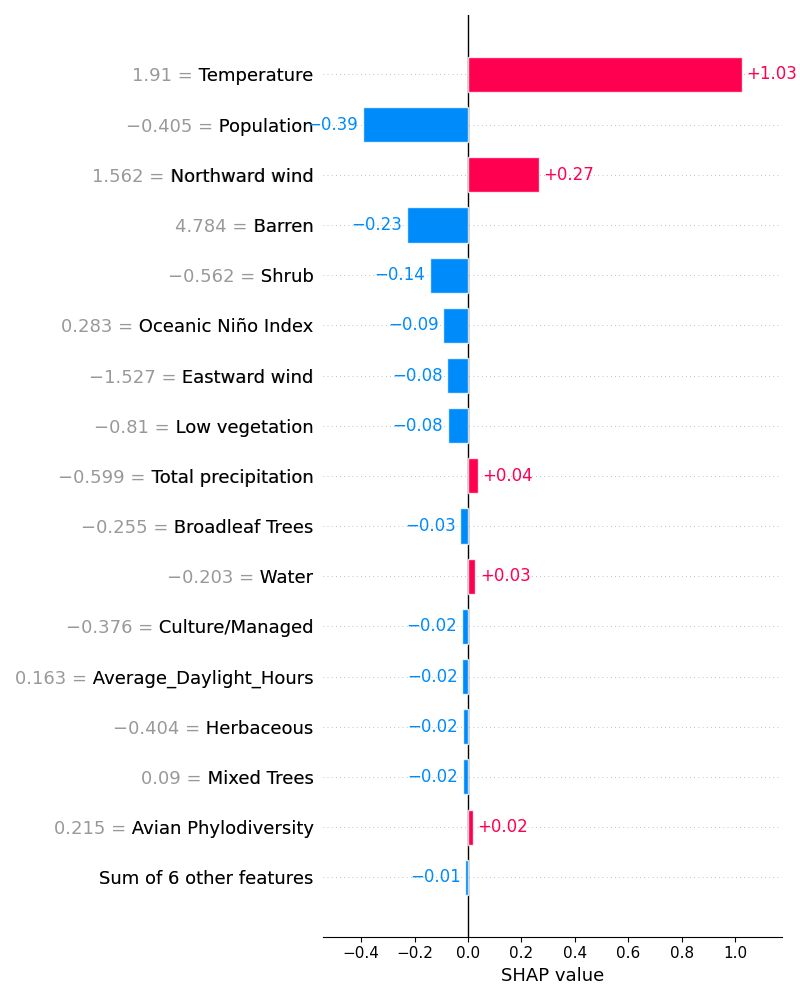 1.91 = Temperature +1.03
−0.405 = Population −0.39
1.562 = Northward wind +0.27
4.784 = Barren −0.23
−0.562 = Shrub −0.14
0.283 = Oceanic Niño Index −0.09
−1.527 = Eastward wind −0.08
−0.81 = Low vegetation −0.08
−0.599 = Total precipitation +0.04
−0.255 = Broadleaf Trees −0.03
−0.203 = Water +0.03
−0.376 = Culture/Managed −0.02
0.163 = Average_Daylight_Hours −0.02
−0.404 = Herbaceous −0.02
0.09 = Mixed Trees −0.02
0.215 = Avian Phylodiversity +0.02
Sum of 6 other features −0.01
−0.4 −0.2 0.0 0.2 0.4 0.6 0.8 1.0
SHAP value